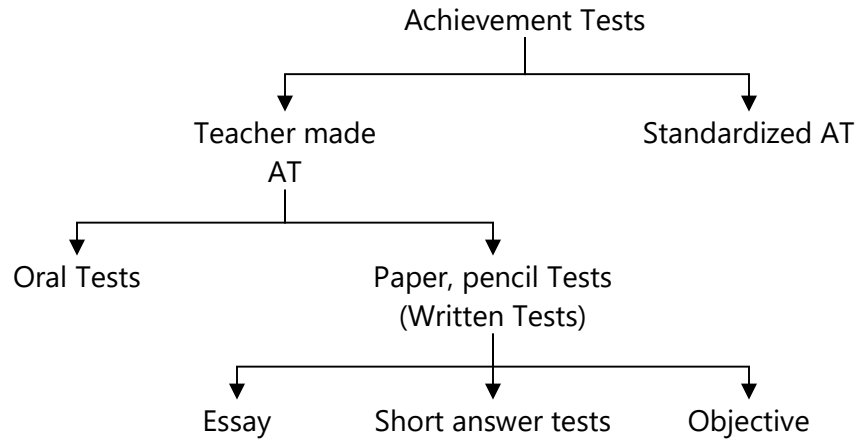 Achievement Tests
Teacher made
AT
Standardized AT
Oral Tests
Paper, pencil Tests
(Written Tests)
Essay
Short answer tests
Objective